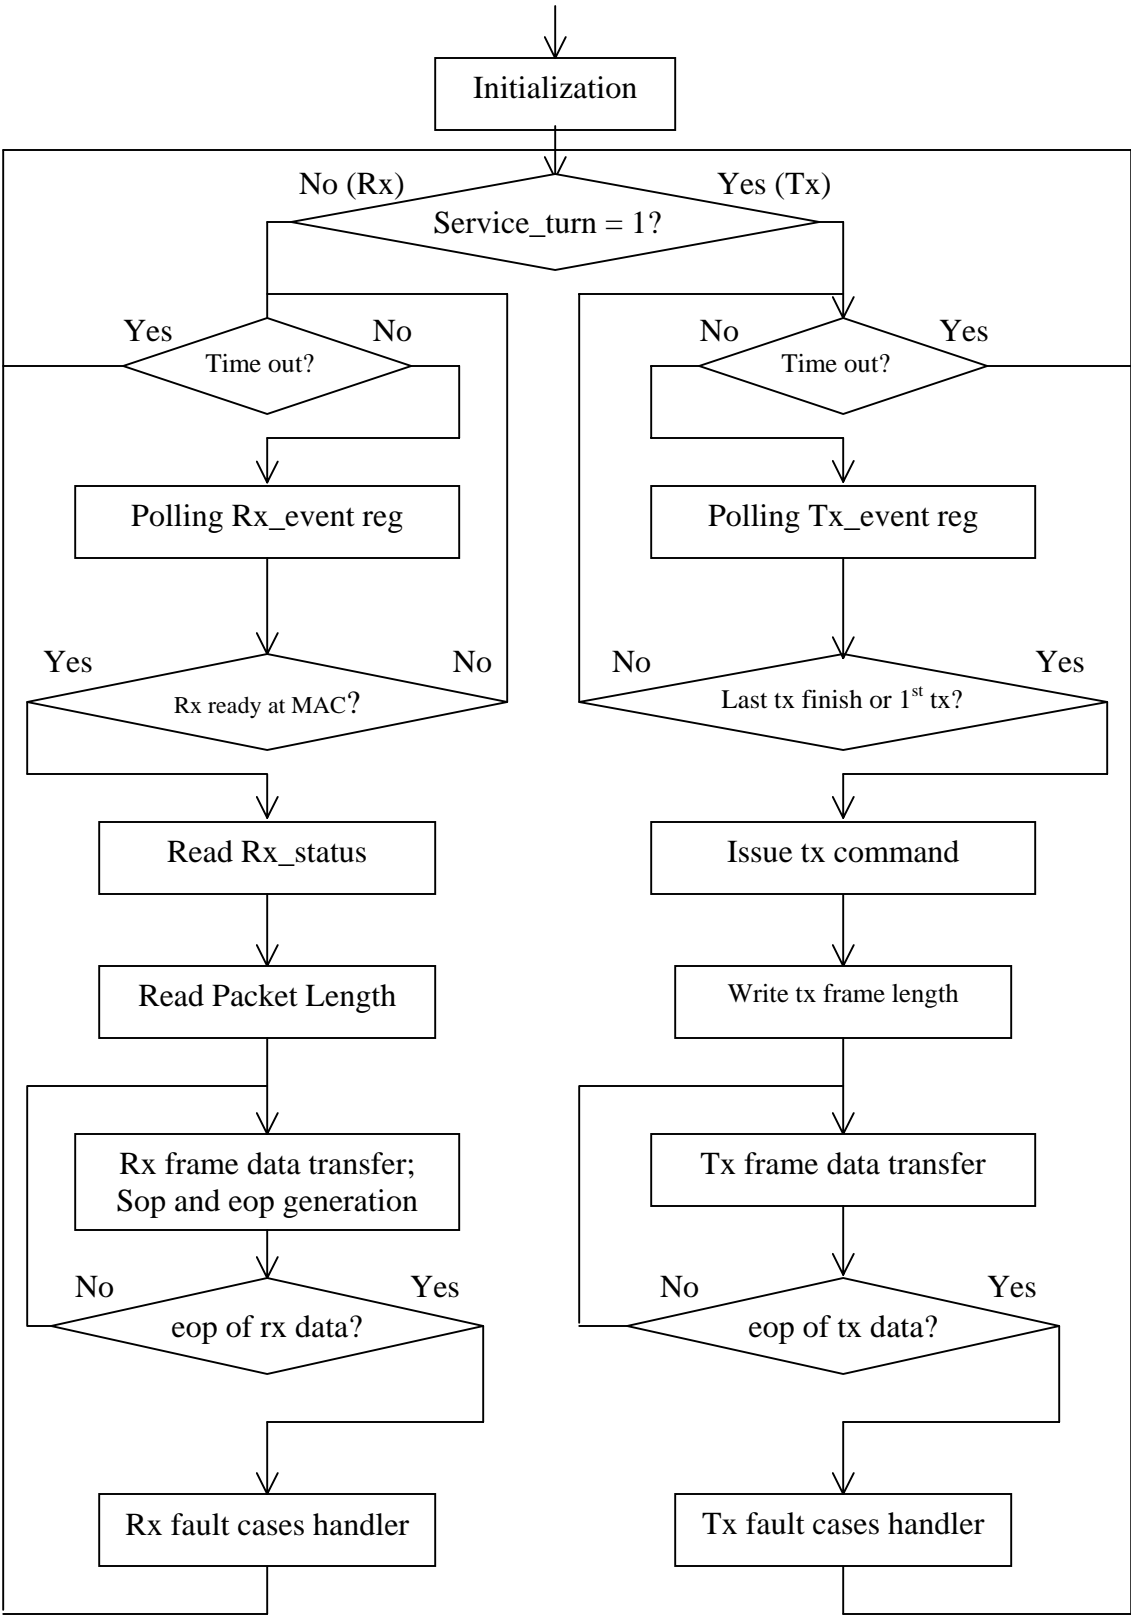 Initialization
No (Rx)
Yes (Tx)
Service_turn = 1?
Yes
No
Time out?
No
Yes
Time out?
Polling Rx_event reg
Polling Tx_event reg
Yes
No
Rx ready at MAC?
No
Yes
Last tx finish or 1st tx?
Read Rx_status
Issue tx command
Read Packet Length
Write tx frame length
Rx frame data transfer;
Sop and eop generation
Tx frame data transfer
No
Yes
eop of rx data?
No
Yes
eop of tx data?
Rx fault cases handler
Tx fault cases handler